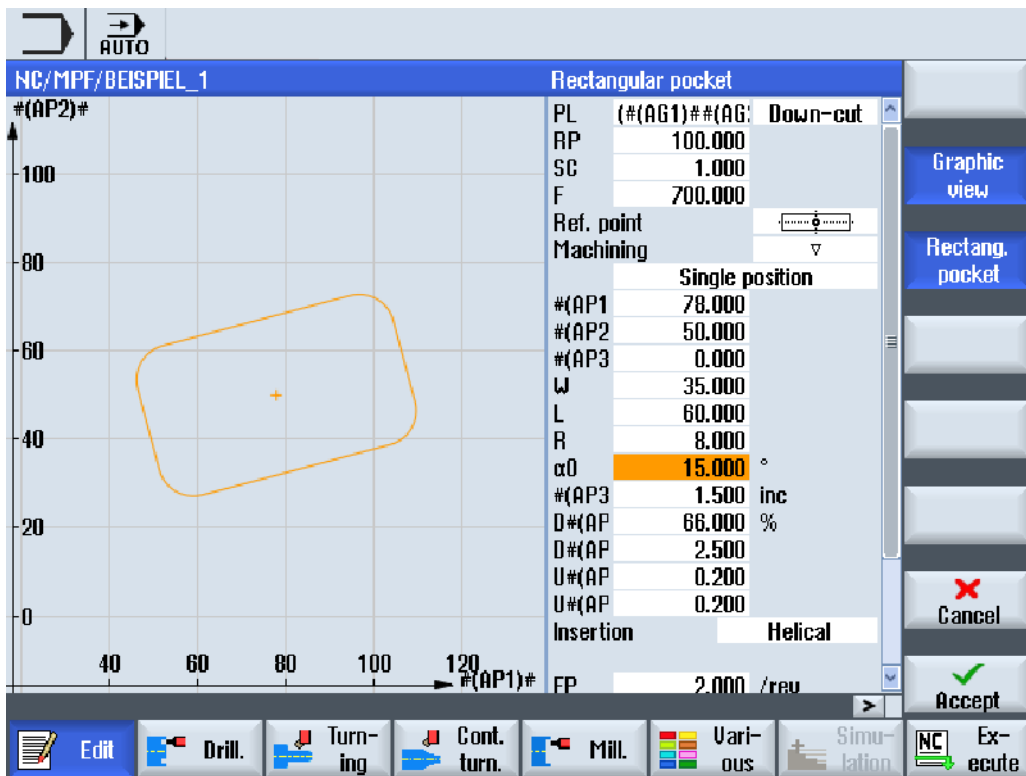 AUTO
NC/MPF/BEISPIEL_1
Rectangular pocket
#(AP2)#
100
80
60
40
20
0
40 60 80 100 120
#(AP1)#
PL (#(AG1)##(AG: Down-cut
RP 100.000
SC 1.000
F 700.000
Ref. point
Machining ▽
Single position
#(AP1 78.000
#(AP2 50.000
#(AP3 0.000
W 35.000
L 60.000
R 8.000
α0 15.000 °
#(AP3 1.500 inc
D#(AP 66.000 %
D#(AP 2.500
U#(AP 0.200
U#(AP 0.200
Insertion Helical
EP 2.000 /rev
Graphic
view
Rectang.
pocket
Cancel
Accept
>
Edit
Drill.
Turn-
ing
Cont.
turn.
Mill.
Vari-
ous
Simu-
lation
NC Ex-
ecute